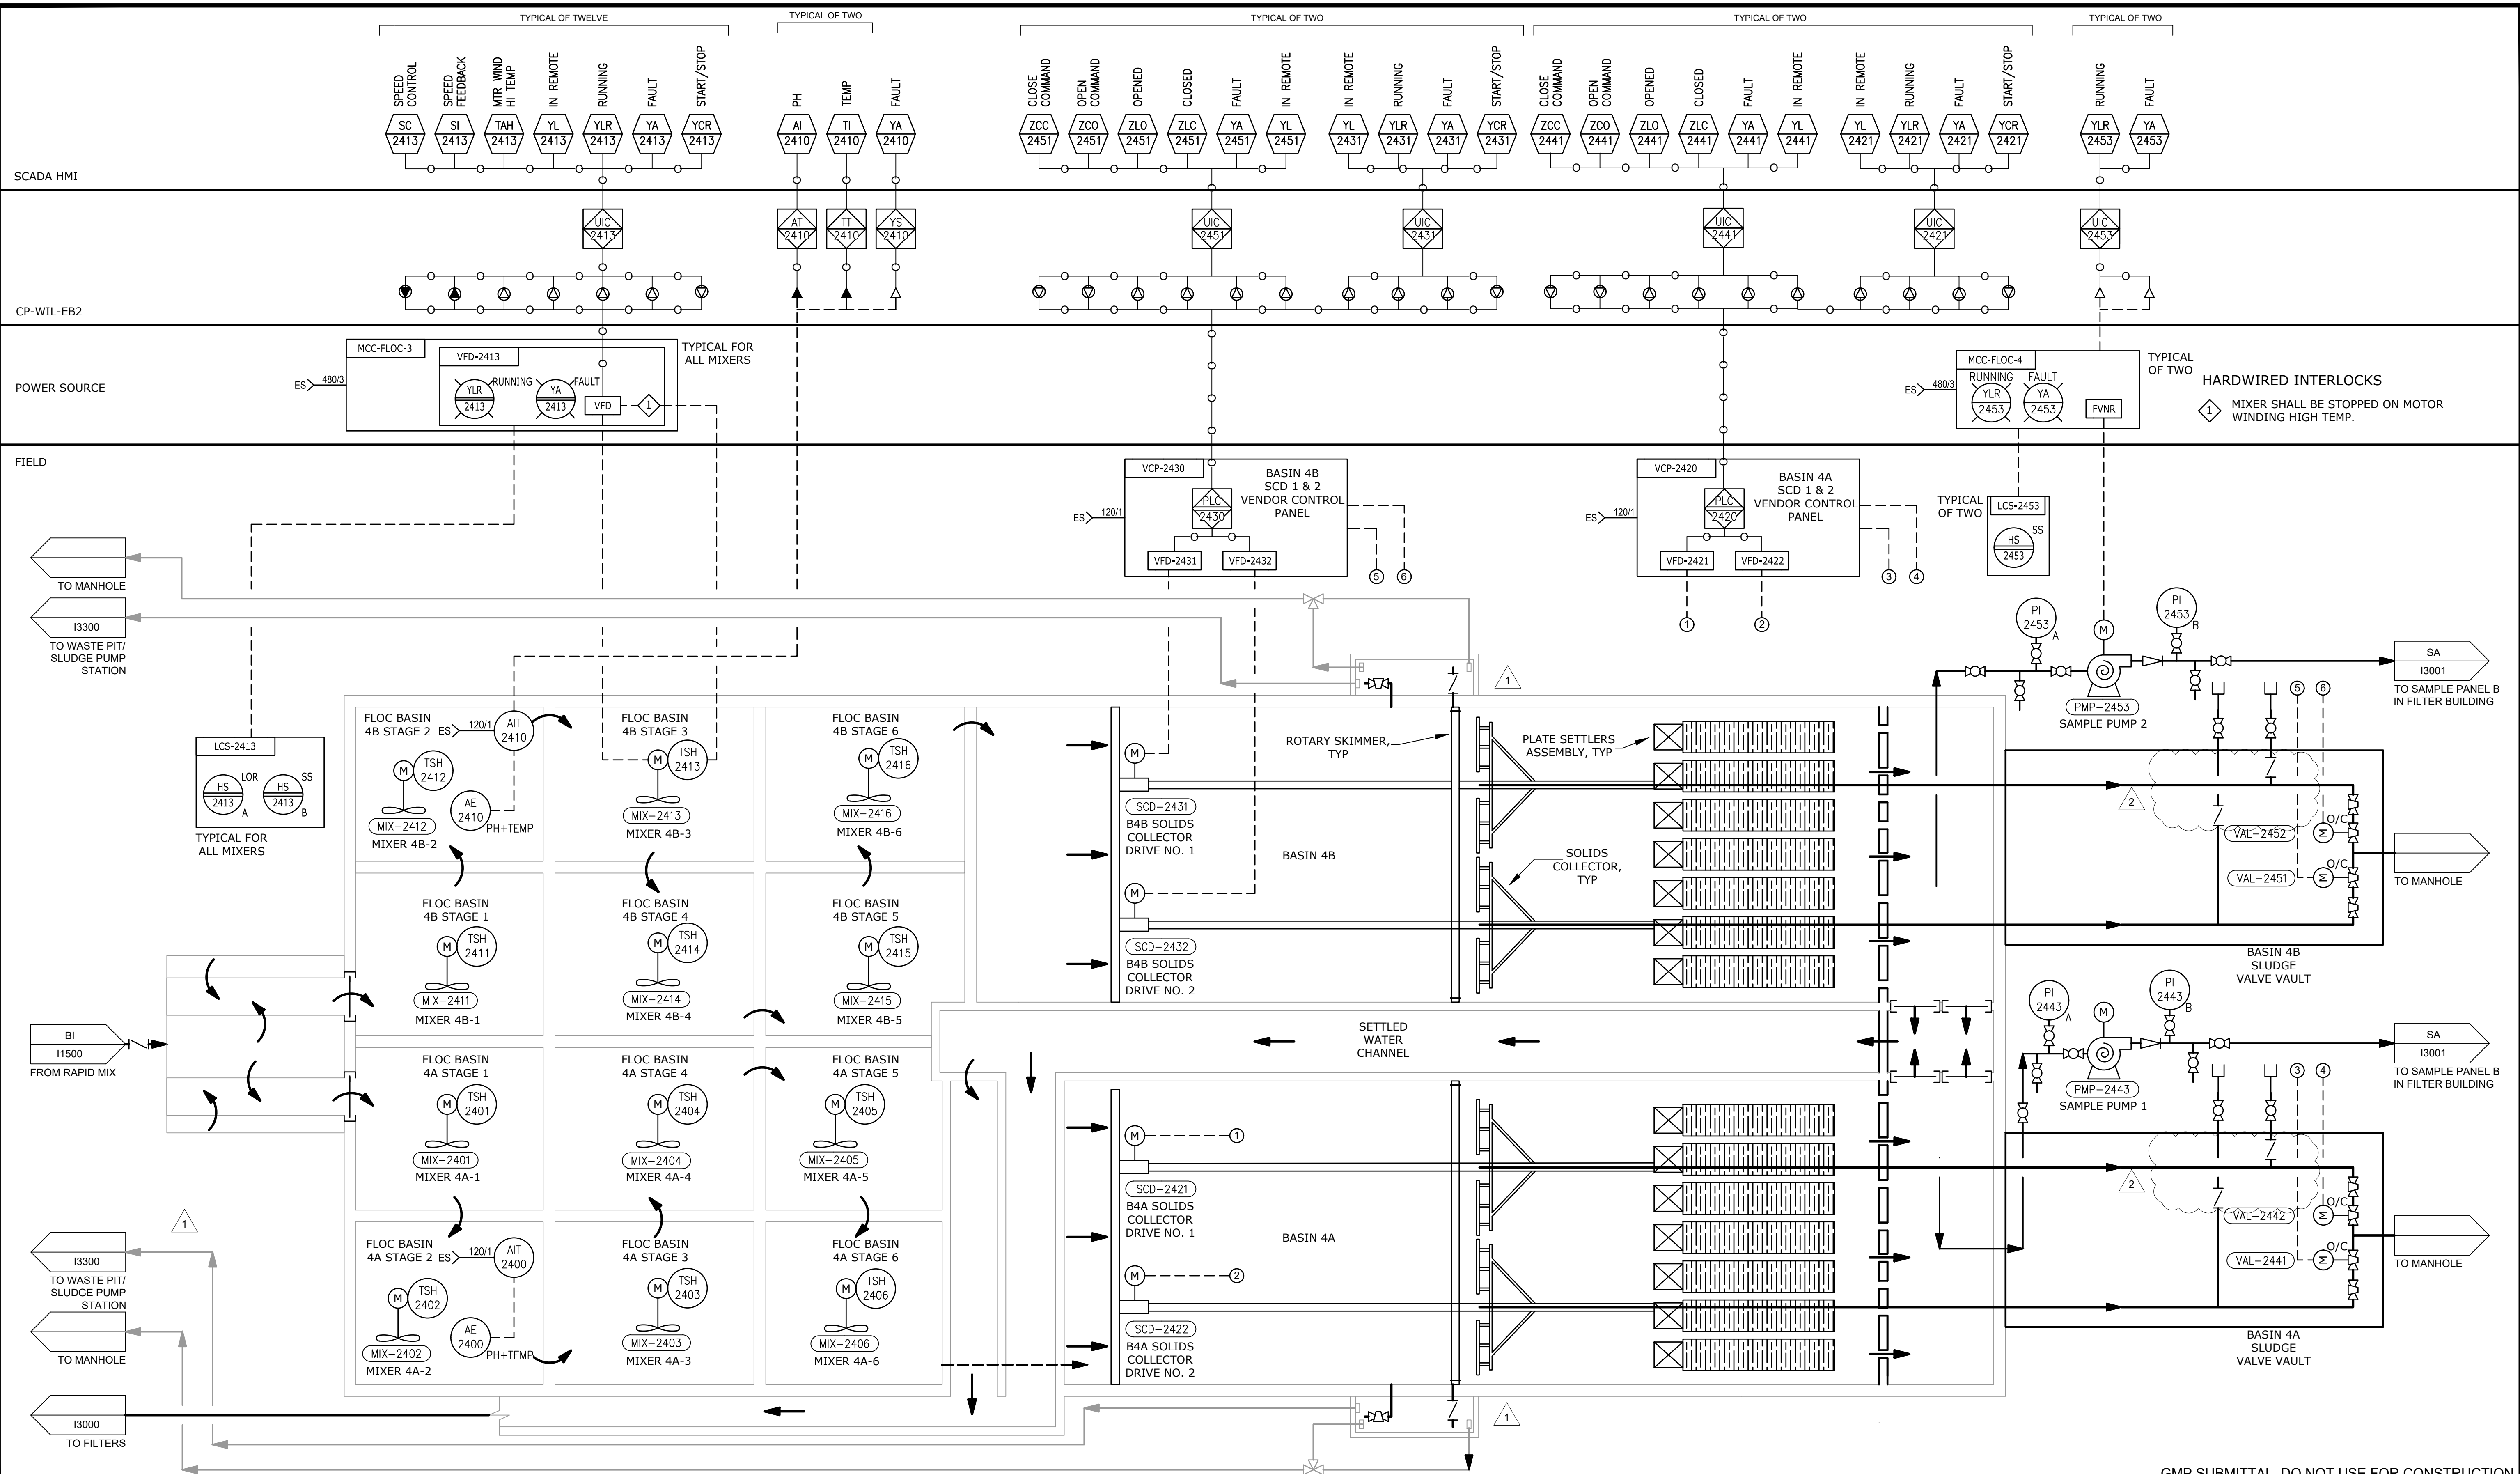 TYPICAL OF TWELVE
TYPICAL OF TWO
TYPICAL OF TWO
TYPICAL OF TWO
TYPICAL OF TWO
SPEED CONTROL
SPEED FEEDBACK
MTR WIND HI TEMP
IN REMOTE
RUNNING
FAULT
START/STOP
PH
TEMP
FAULT
CLOSE COMMAND
OPEN COMMAND
OPENED
CLOSED
FAULT
IN REMOTE
IN REMOTE
RUNNING
FAULT
START/STOP
CLOSE COMMAND
OPEN COMMAND
OPENED
CLOSED
FAULT
IN REMOTE
IN REMOTE
RUNNING
FAULT
START/STOP
RUNNING
FAULT
SC 2413
SI 2413
TAH 2413
YL 2413
YLR 2413
YA 2413
YCR 2413
AI 2410
TI 2410
YA 2410
ZCC 2451
ZCO 2451
ZLO 2451
ZLC 2451
YA 2451
YL 2451
YL 2431
YLR 2431
YA 2431
YCR 2431
ZCC 2441
ZCO 2441
ZLO 2441
ZLC 2441
YA 2441
YL 2441
YL 2421
YLR 2421
YA 2421
YCR 2421
YLR 2453
YA 2453
SCADA HMI
UIC 2413
AT 2410
TT 2410
YS 2410
UIC 2451
UIC 2431
UIC 2441
UIC 2421
UIC 2453
CP-WIL-EB2
POWER SOURCE
ES 480/3
MCC-FLOC-3
VFD-2413
YLR 2413
RUNNING
YA 2413
FAULT
VFD
1
TYPICAL FOR
ALL MIXERS
ES 480/3
MCC-FLOC-4
RUNNING
YLR 2453
FAULT
YA 2453
FVNR
TYPICAL
OF TWO
HARDWIRED INTERLOCKS
1
MIXER SHALL BE STOPPED ON MOTOR
WINDING HIGH TEMP.
FIELD
ES 120/1
VCP-2430
PLC 2430
BASIN 4B
SCD 1 & 2
VENDOR CONTROL
PANEL
VFD-2431
VFD-2432
5
6
ES 120/1
VCP-2420
PLC 2420
BASIN 4A
SCD 1 & 2
VENDOR CONTROL
PANEL
VFD-2421
VFD-2422
3
4
1
2
TYPICAL
OF TWO
LCS-2453
HS 2453
SS
TO MANHOLE
I3300
TO WASTE PIT/
SLUDGE PUMP
STATION
LCS-2413
HS 2413
LOR
A
HS 2413
SS
B
TYPICAL FOR
ALL MIXERS
FLOC BASIN
4B STAGE 2
ES 120/1
AIT 2410
M
TSH 2412
AE 2410
PH+TEMP
MIX-2412
MIXER 4B-2
FLOC BASIN
4B STAGE 3
M
TSH 2413
MIX-2413
MIXER 4B-3
FLOC BASIN
4B STAGE 6
M
TSH 2416
MIX-2416
MIXER 4B-6
FLOC BASIN
4B STAGE 1
M
TSH 2411
MIX-2411
MIXER 4B-1
FLOC BASIN
4B STAGE 4
M
TSH 2414
MIX-2414
MIXER 4B-4
FLOC BASIN
4B STAGE 5
M
TSH 2415
MIX-2415
MIXER 4B-5
BI
I1500
FROM RAPID MIX
FLOC BASIN
4A STAGE 1
M
TSH 2401
MIX-2401
MIXER 4A-1
FLOC BASIN
4A STAGE 4
M
TSH 2404
MIX-2404
MIXER 4A-4
FLOC BASIN
4A STAGE 5
M
TSH 2405
MIX-2405
MIXER 4A-5
FLOC BASIN
4A STAGE 2
ES 120/1
AIT 2400
M
TSH 2402
AE 2400
PH+TEMP
MIX-2402
MIXER 4A-2
FLOC BASIN
4A STAGE 3
M
TSH 2403
MIX-2403
MIXER 4A-3
FLOC BASIN
4A STAGE 6
M
TSH 2406
MIX-2406
MIXER 4A-6
1
I3300
TO WASTE PIT/
SLUDGE PUMP
STATION
TO MANHOLE
I3000
TO FILTERS
1
M
SCD-2431
B4B SOLIDS
COLLECTOR
DRIVE NO. 1
M
SCD-2432
B4B SOLIDS
COLLECTOR
DRIVE NO. 2
ROTARY SKIMMER,
TYP
PLATE SETTLERS
ASSEMBLY, TYP
BASIN 4B
SOLIDS
COLLECTOR,
TYP
SETTLED
WATER
CHANNEL
M
1
SCD-2421
B4A SOLIDS
COLLECTOR
DRIVE NO. 1
BASIN 4A
M
2
SCD-2422
B4A SOLIDS
COLLECTOR
DRIVE NO. 2
1
PI 2453
A
M
PI 2453
B
PMP-2453
SAMPLE PUMP 2
SA
I3001
TO SAMPLE PANEL B
IN FILTER BUILDING
5
6
2
VAL-2452
M
O/C
VAL-2451
M
O/C
TO MANHOLE
BASIN 4B
SLUDGE
VALVE VAULT
PI 2443
A
M
PI 2443
B
PMP-2443
SAMPLE PUMP 1
SA
I3001
TO SAMPLE PANEL B
IN FILTER BUILDING
3
4
2
VAL-2442
M
O/C
VAL-2441
M
O/C
TO MANHOLE
BASIN 4A
SLUDGE
VALVE VAULT
GMP SUBMITTAL, DO NOT USE FOR CONSTRUCTION